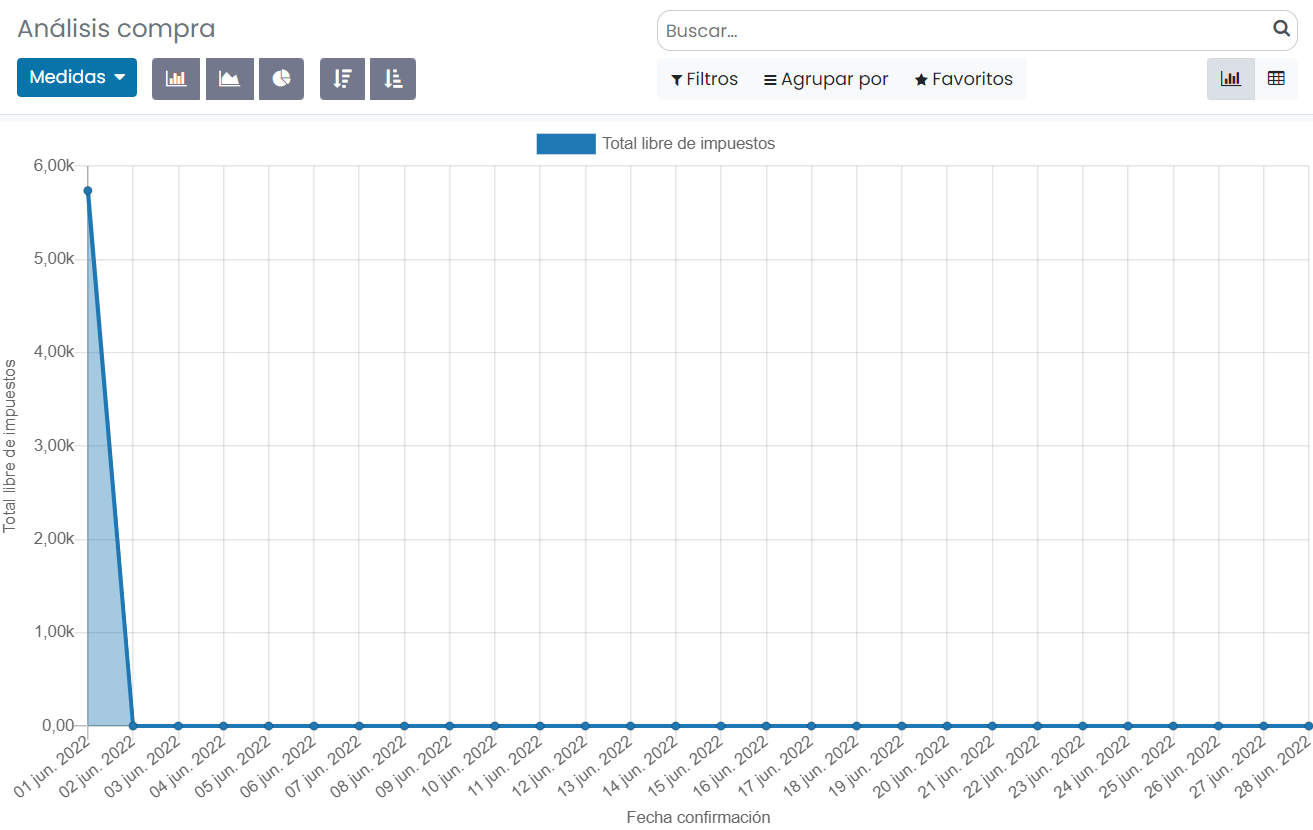 Análisis compra
Buscar...
Medidas
Filtros
Agrupar por
Favoritos
Total libre de impuestos
6,00k
5,00k
4,00k
3,00k
2,00k
1,00k
0,00
Total libre de impuestos
01 jun. 2022
02 jun. 2022
03 jun. 2022
04 jun. 2022
05 jun. 2022
06 jun. 2022
07 jun. 2022
08 jun. 2022
09 jun. 2022
10 jun. 2022
11 jun. 2022
12 jun. 2022
13 jun. 2022
14 jun. 2022
15 jun. 2022
16 jun. 2022
17 jun. 2022
18 jun. 2022
19 jun. 2022
20 jun. 2022
21 jun. 2022
22 jun. 2022
23 jun. 2022
24 jun. 2022
25 jun. 2022
26 jun. 2022
27 jun. 2022
28 jun. 2022
Fecha confirmación